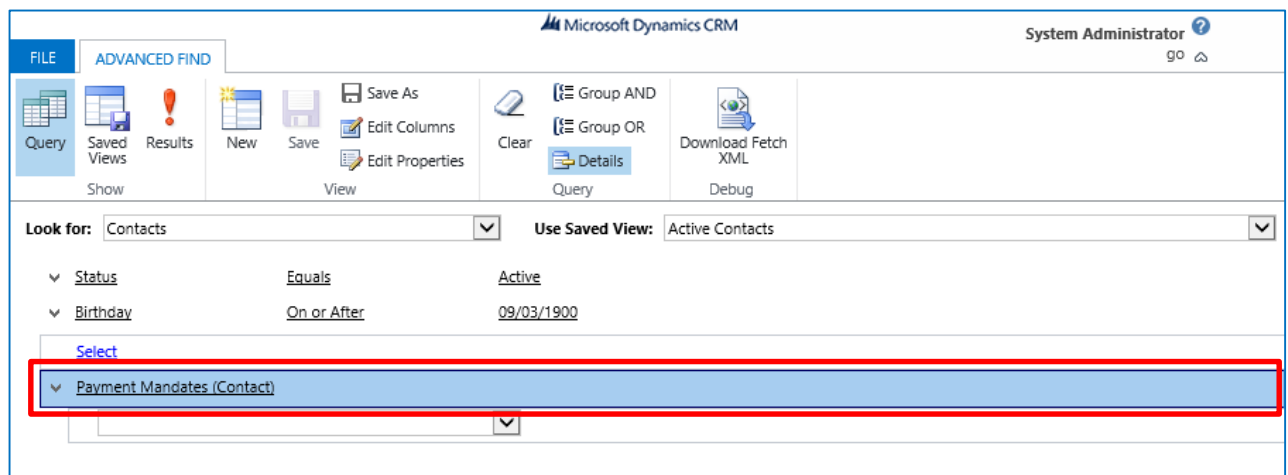 Microsoft Dynamics CRM
System Administrator
go
FILE ADVANCED FIND
Query
Saved Views
Results
Show
New
Save
Save As
Edit Columns
Edit Properties
View
Clear
Group AND
Group OR
Details
Query
Download Fetch XML
Debug
Look for: Contacts Use Saved View: Active Contacts
Status Equals Active
Birthday On or After 09/03/1900
Select
Payment Mandates (Contact)